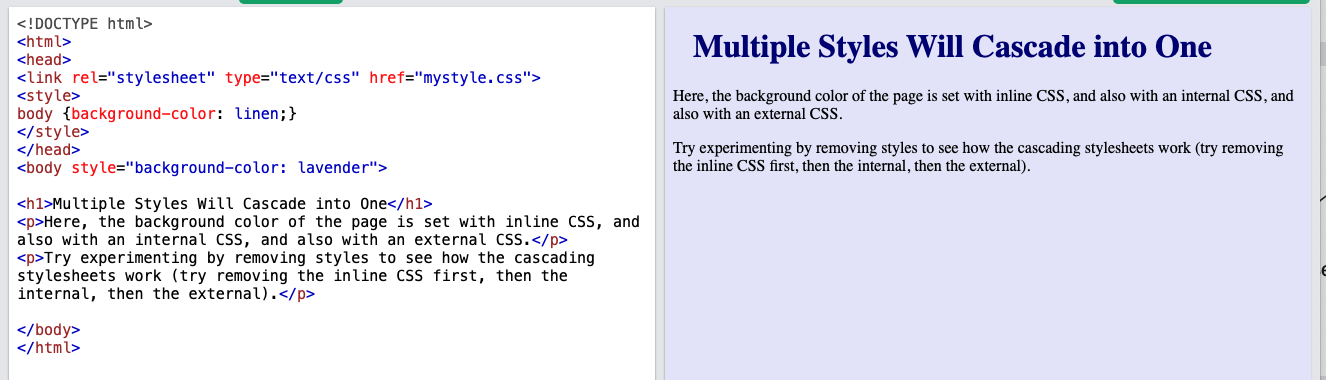 <!DOCTYPE html>
<html>
<head>
<link rel="stylesheet" type="text/css" href="mystyle.css">
<style>
body {background-color: linen;}
</style>
</head>
<body style="background-color: lavender">
<h1>Multiple Styles Will Cascade into One</h1>
<p>Here, the background color of the page is set with inline CSS, and
also with an internal CSS, and also with an external CSS.</p>
<p>Try experimenting by removing styles to see how the cascading
stylesheets work (try removing the inline CSS first, then the
internal, then the external).</p>
</body>
</html>
Multiple Styles Will Cascade into One
Here, the background color of the page is set with inline CSS, and also with an internal CSS, and
also with an external CSS.
Try experimenting by removing styles to see how the cascading stylesheets work (try removing
the inline CSS first, then the internal, then the external).